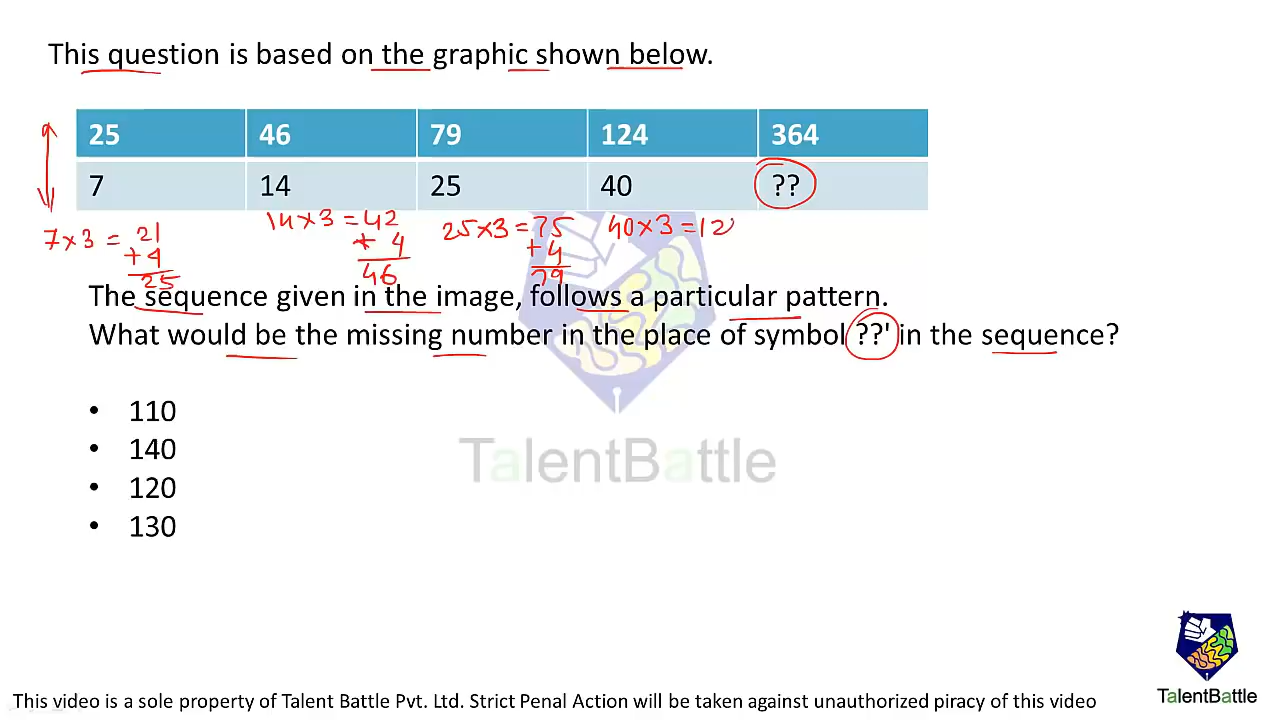 This question is based on the graphic shown below.
25 46 79 124 364
7 14 25 40 ??
7 x 3 = 21
+ 4
25
14 x 3 = 42
+ 4
46
25 x 3 = 75
+ 4
79
40 x 3 = 12
The sequence given in the image, follows a particular pattern.
What would be the missing number in the place of symbol ??' in the sequence?
• 110
• 140
• 120
• 130
TalentBattle
TalentBattle
This video is a sole property of Talent Battle Pvt. Ltd. Strict Penal Action will be taken against unauthorized piracy of this video